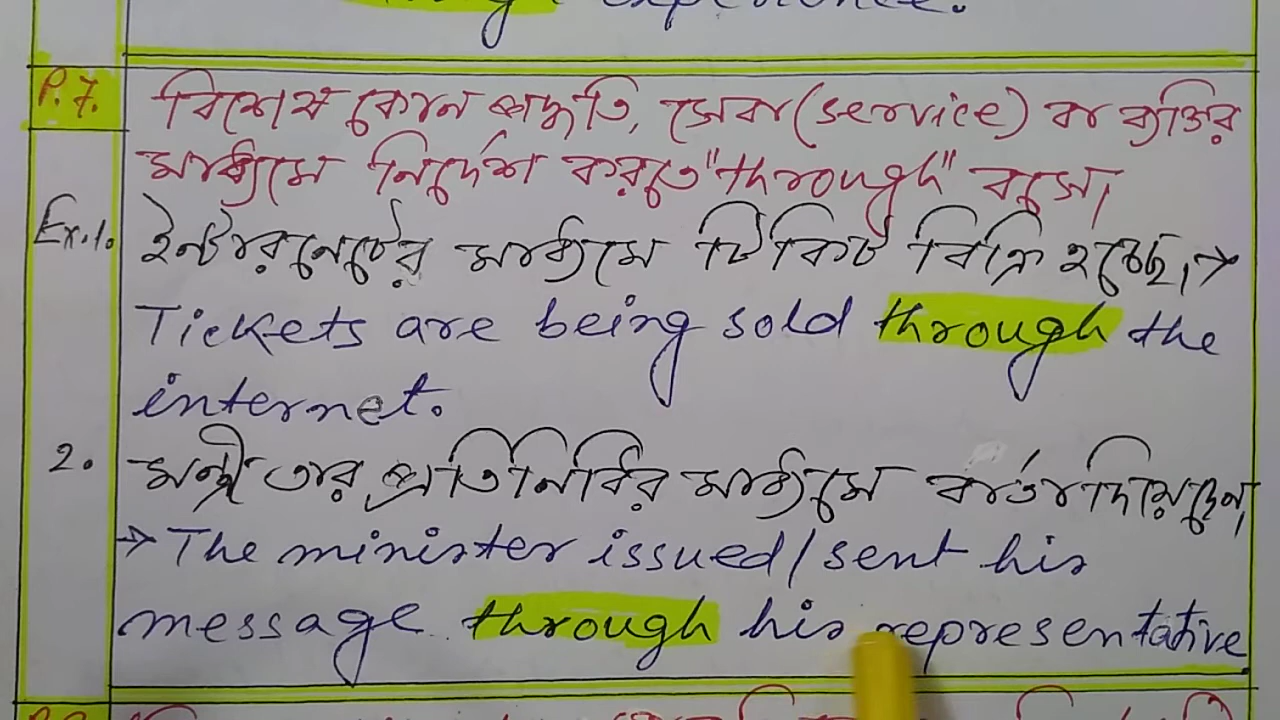 experience.
P.7. বিশেষ কোন পদ্ধতি, সেবা (service) বা ব্যক্তির
মাধ্যমে নির্দেশ করতে "through" বসে।
Ex.1. ইন্টারনেটের মাধ্যমে টিকিট বিক্রি হচ্ছে। →
Tickets are being sold through the
internet.
2. মন্ত্রী তার প্রতিনিধির মাধ্যমে বার্তা দিয়েছেন।
→ The minister issued/sent his
message through his representative.